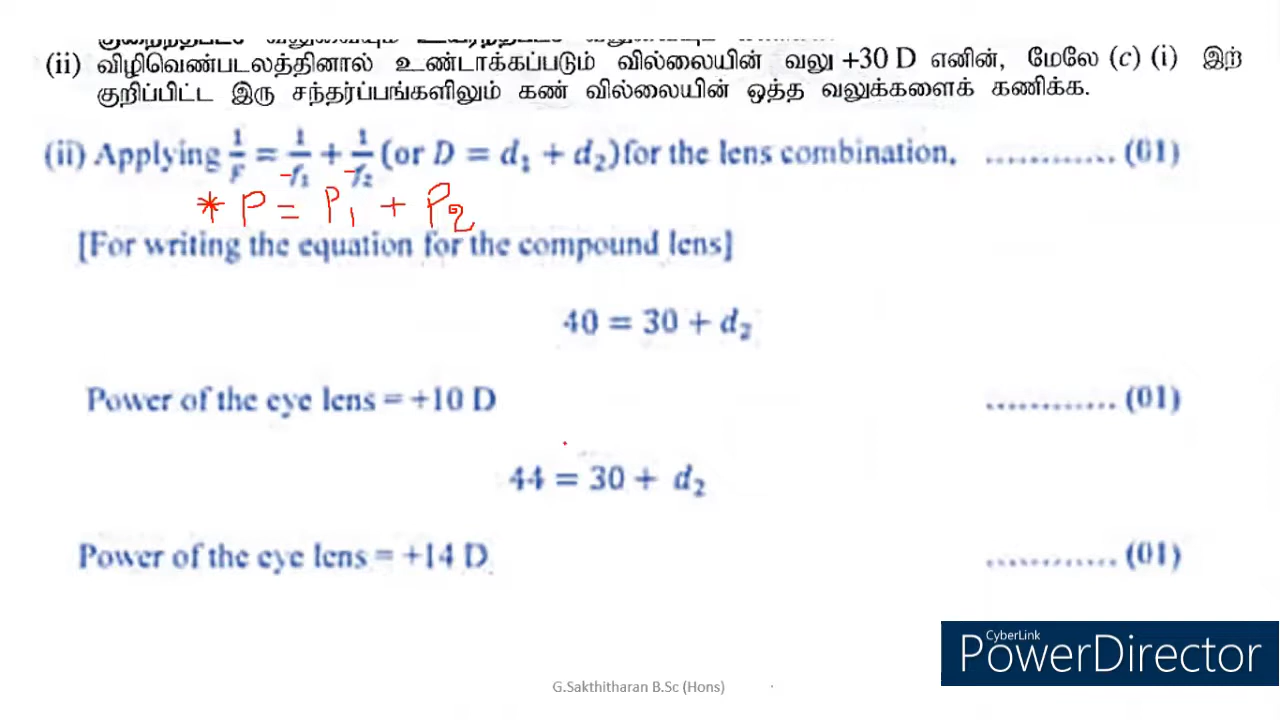 (ii) விழிவெண்படலத்தினால் உண்டாக்கப்படும் வில்லையின் வலு +30 D எனின், மேலே (c) (i) இற்
குறிப்பிட்ட இரு சந்தர்ப்பங்களிலும் கண் வில்லையின் ஒத்த வலுக்களைக் கணிக்க.
(ii) Applying 1/F = 1/f₁ + 1/f₂ (or D = d₁ + d₂) for the lens combination. ............ (01)
* P = P₁ + P₂
[For writing the equation for the compound lens]
40 = 30 + d₂
Power of the eye lens = +10 D ............ (01)
44 = 30 + d₂
Power of the eye lens = +14 D ............ (01)
CyberLink
PowerDirector
G.Sakthitharan B.Sc (Hons)